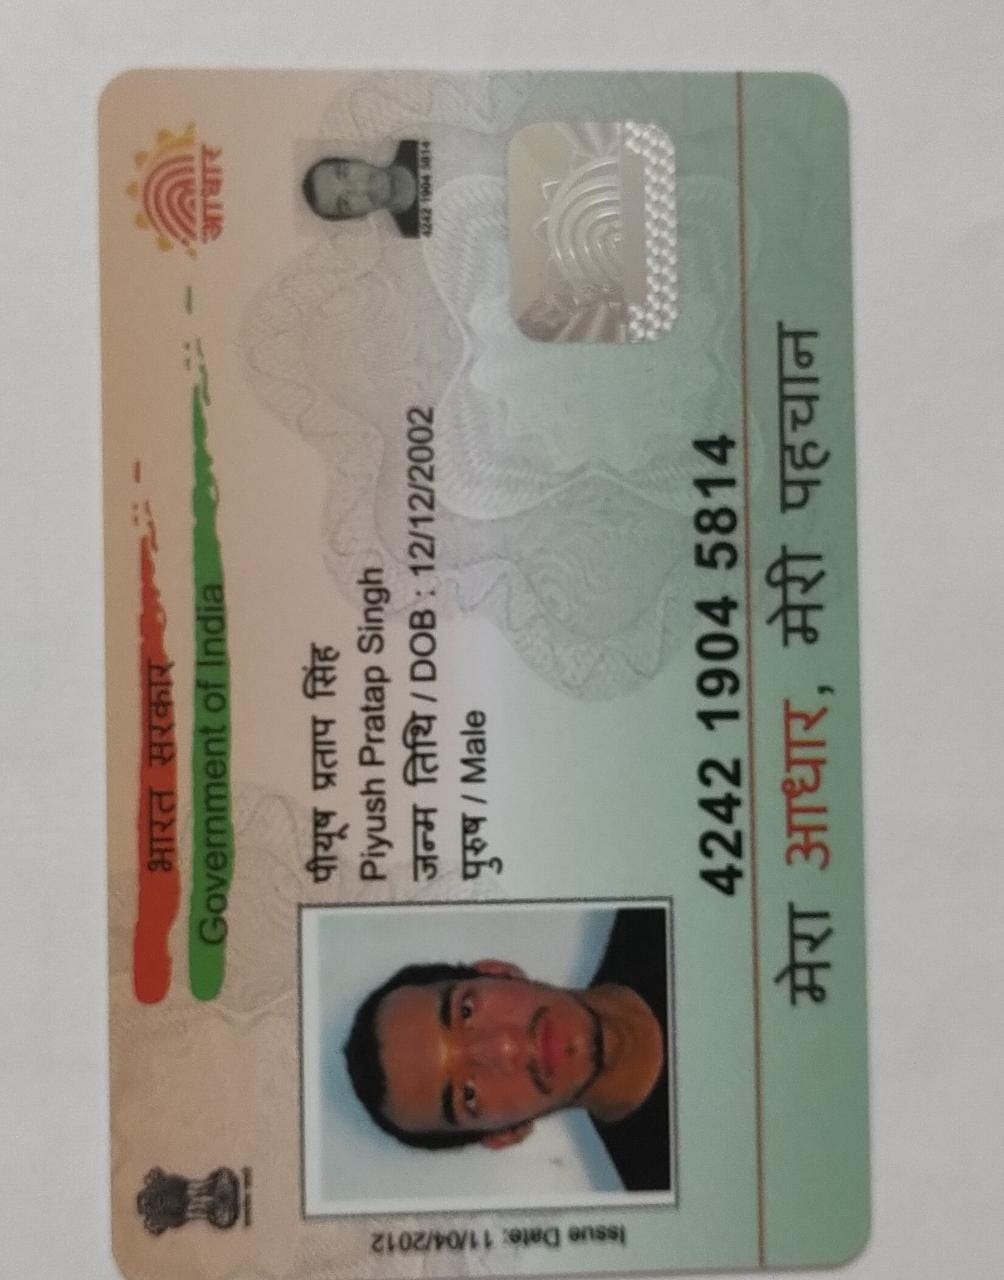 भारत सरकार
Government of India
आधार
पीयूष प्रताप सिंह
Piyush Pratap Singh
जन्म तिथि / DOB : 12/12/2002
पुरुष / Male
4242 1904 5814
Issue Date: 11/04/2012
4242 1904 5814
मेरा आधार, मेरी पहचान